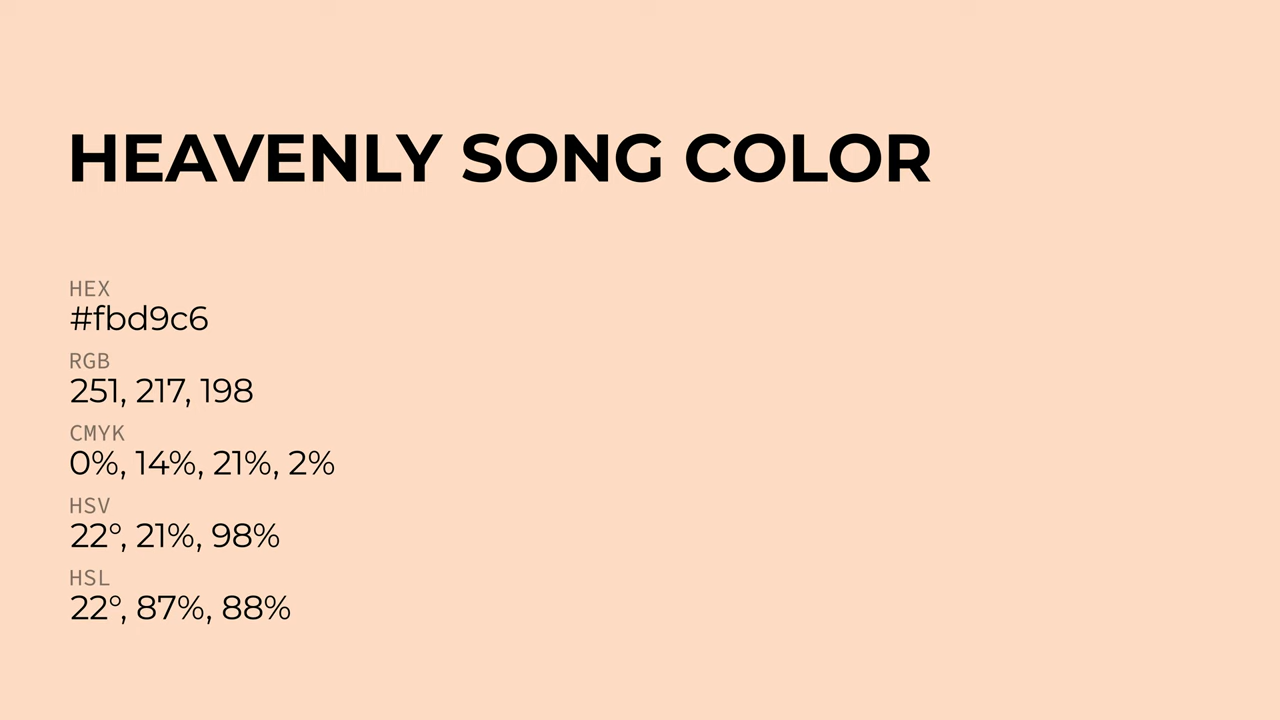 HEAVENLY SONG COLOR
HEX
#fbd9c6
RGB
251, 217, 198
CMYK
0%, 14%, 21%, 2%
HSV
22°, 21%, 98%
HSL
22°, 87%, 88%